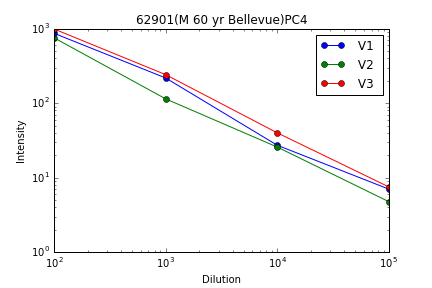 62901(M 60 yr Bellevue)PC4
10³
10²
10¹
10⁰
Intensity
V1
V2
V3
10² 10³ 10⁴ 10⁵
Dilution